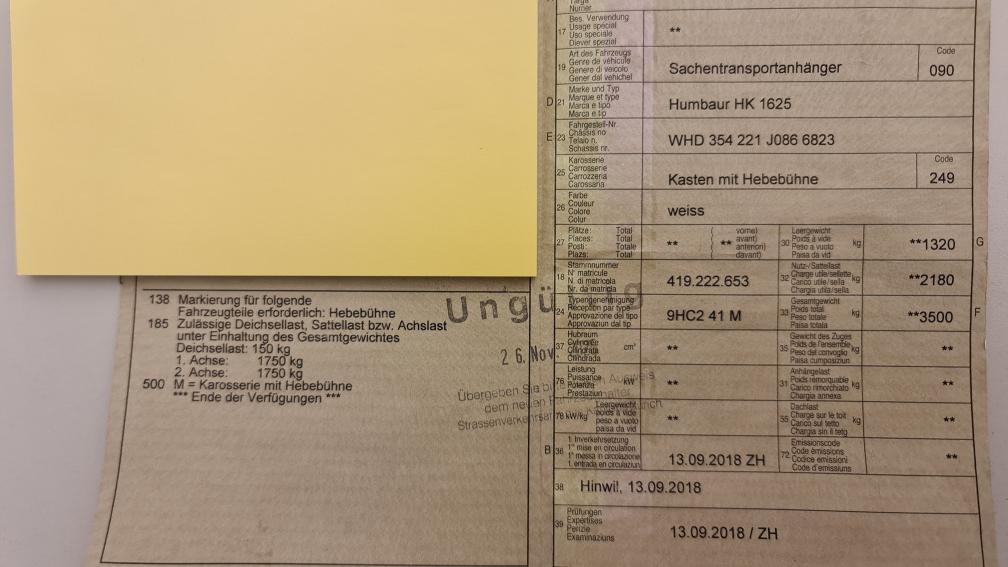 138 Markierung für folgende
Fahrzeugteile erforderlich: Hebebühne
185 Zulässige Deichsellast, Sattellast bzw. Achslast
unter Einhaltung des Gesamtgewichtes
Deichsellast: 150 kg
1. Achse: 1750 kg
2. Achse: 1750 kg
500 M = Karosserie mit Hebebühne
*** Ende der Verfügungen ***
26. Nov.
Übergeben Sie
dem neuen
Numer
17 Bes. Verwendung
Usage spécial
Uso speciale
Diever spezial
**
19 Art des Fahrzeugs
Genre de véhicule
Genere di veicolo
Gener dal vehichel
Sachentransportanhänger
Code
090
D 21 Marke und Typ
Marque et type
Marca e tipo
Marca e tip
Humbaur HK 1625
E 23 Fahrgestell-Nr.
Châssis no
Telaio n.
Schassis nr.
WHD 354 221 J086 6823
25 Karosserie
Carrosserie
Carrozzeria
Carossaria
Kasten mit Hebebühne
Code
249
26 Farbe
Couleur
Colore
Colur
weiss
27 Plätze: Total
Places: Total
Posti: Totale
Plazs: Total
**
( vorne)
** avant)
anteriori)
davant)
30 Leergewicht
Poids à vide
Peso a vuoto
Paisa da vid
kg
**1320
G
18 Stammnummer
N° matricule
N. di matricola
Nr. da matricla
419.222.653
32 Nutz-/Sattellast
Charge utile/sellette
Carico utile/sella
Chargia utila/sella
kg
**2180
24 Typengenehmigung
Réception par type
Approvazione del tipo
Approvaziun dal tip
9HC2 41 M
33 Gesamtgewicht
Poids total
Peso totale
Paisa totala
kg
**3500
F
37 Hubraum
Cylindrée
Cilindrata
Cilindrada
cm³
**
35 Gewicht des Zuges
Poids de l'ensemble
Peso del convoglio
Paisa cumposiziun
kg
**
76 Leistung
Puissance
Potenza
Prestaziun
kW
**
31 Anhängelast
Poids remorquable
Carico rimorchiato
Chargia annexa
kg
**
78 kW/kg Leergewicht
poids à vide
peso a vuoto
paisa da vid
**
55 Dachlast
Charge sur le toit
Carico sul tetto
Chargia sin il tetg
kg
**
B 36 1. Inverkehrsetzung
1re mise en circulation
1a messa in circolazione
1. entrada en circulaziun
13.09.2018 ZH
72 Emissionscode
Code émissions
Codice emissioni
Code d'emissiuns
**
38 Hinwil, 13.09.2018
39 Prüfungen
Expertises
Perizie
Examinaziuns
13.09.2018 / ZH